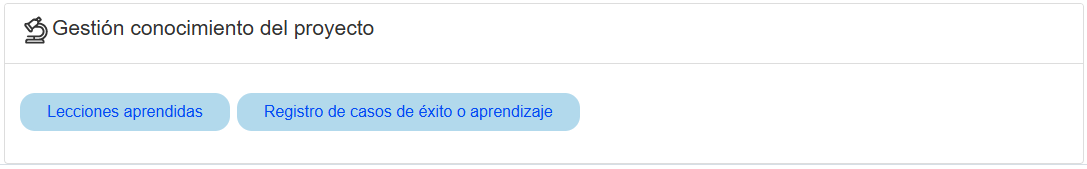 Gestión conocimiento del proyecto
Lecciones aprendidas
Registro de casos de éxito o aprendizaje